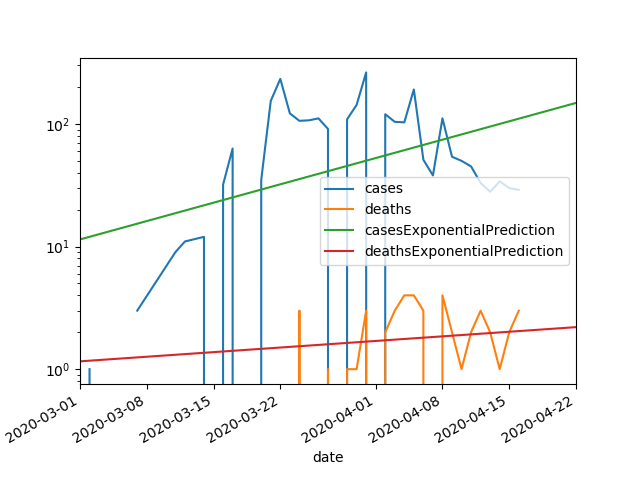 10²
10¹
10⁰
cases
deaths
casesExponentialPrediction
deathsExponentialPrediction
2020-03-01
2020-03-08
2020-03-15
2020-03-22
2020-04-01
2020-04-08
2020-04-15
2020-04-22
date